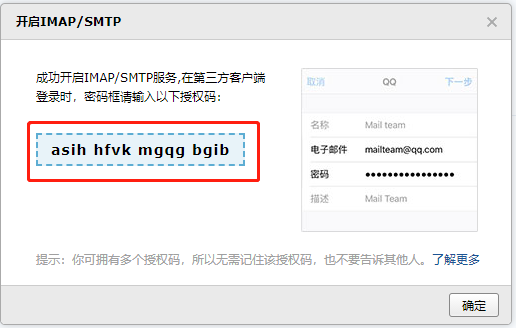 开启IMAP/SMTP
成功开启IMAP/SMTP服务,在第三方客户端
登录时，密码框请输入以下授权码：
asih hfvk mgqg bgib
取消 QQ 下一步
名称 Mail team
电子邮件 mailteam@qq.com
密码 ●●●●●●●●●●●●●●●●
描述 Mail Team
提示：你可拥有多个授权码，所以无需记住该授权码，也不要告诉其他人。了解更多
确定